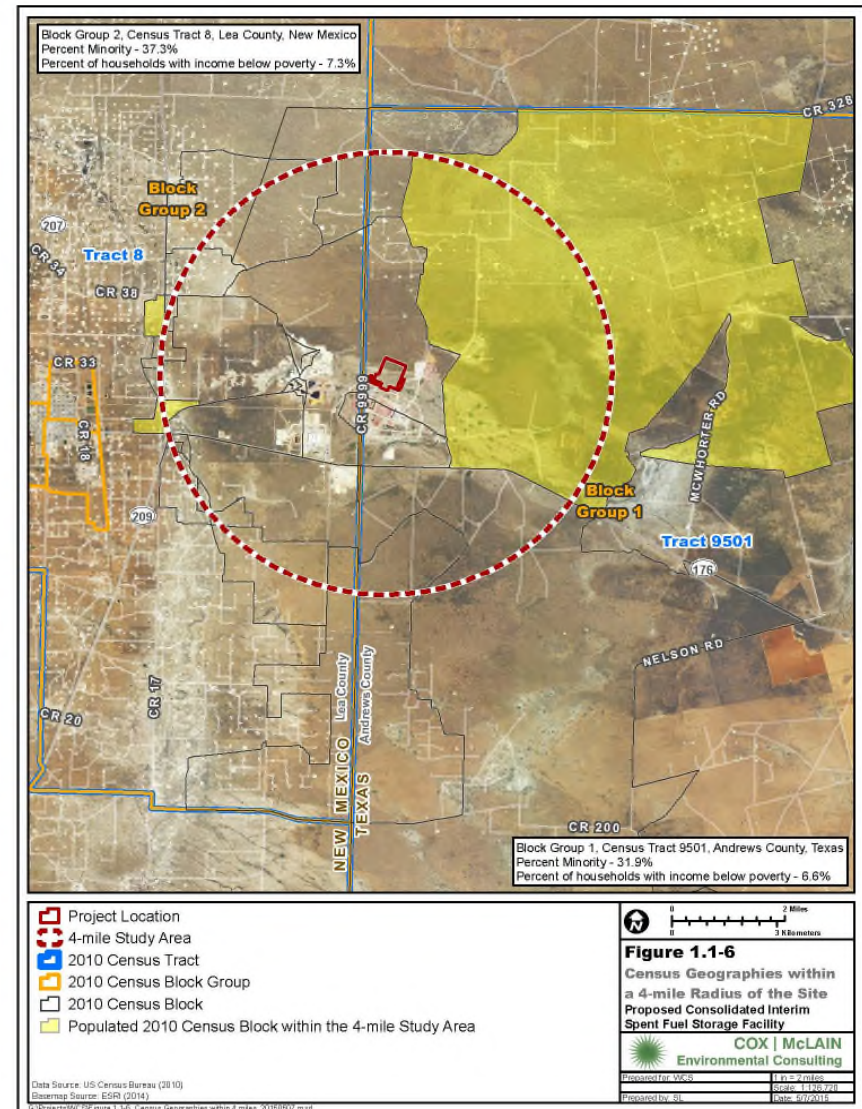 Block Group 2, Census Tract 8, Lea County, New Mexico
Percent Minority - 37.3%
Percent of households with income below poverty - 7.3%
CR 328
Block
Group 2
207
Tract 8
CR 34
CR 38
CR 33
CR 18
CR 9999
MCWHORTER RD
Block
Group 1
Tract 9501
209
176
NELSON RD
CR 17
CR 20
Lea County
Andrews County
NEW MEXICO
TEXAS
CR 200
Block Group 1, Census Tract 9501, Andrews County, Texas
Percent Minority - 31.9%
Percent of households with income below poverty - 6.6%
Project Location
4-mile Study Area
2010 Census Tract
2010 Census Block Group
2010 Census Block
Populated 2010 Census Block within the 4-mile Study Area
Data Source: US Census Bureau (2010)
Basemap Source: ESRI (2014)
N
0 2 Miles
0 3 Kilometers
Figure 1.1-6
Census Geographies within
a 4-mile Radius of the Site
Proposed Consolidated Interim
Spent Fuel Storage Facility
COX | McLAIN
Environmental Consulting
Prepared for: WCS
1 in = 2 miles
Scale: 1:126,720
Prepared by: SL
Date: 5/7/2015